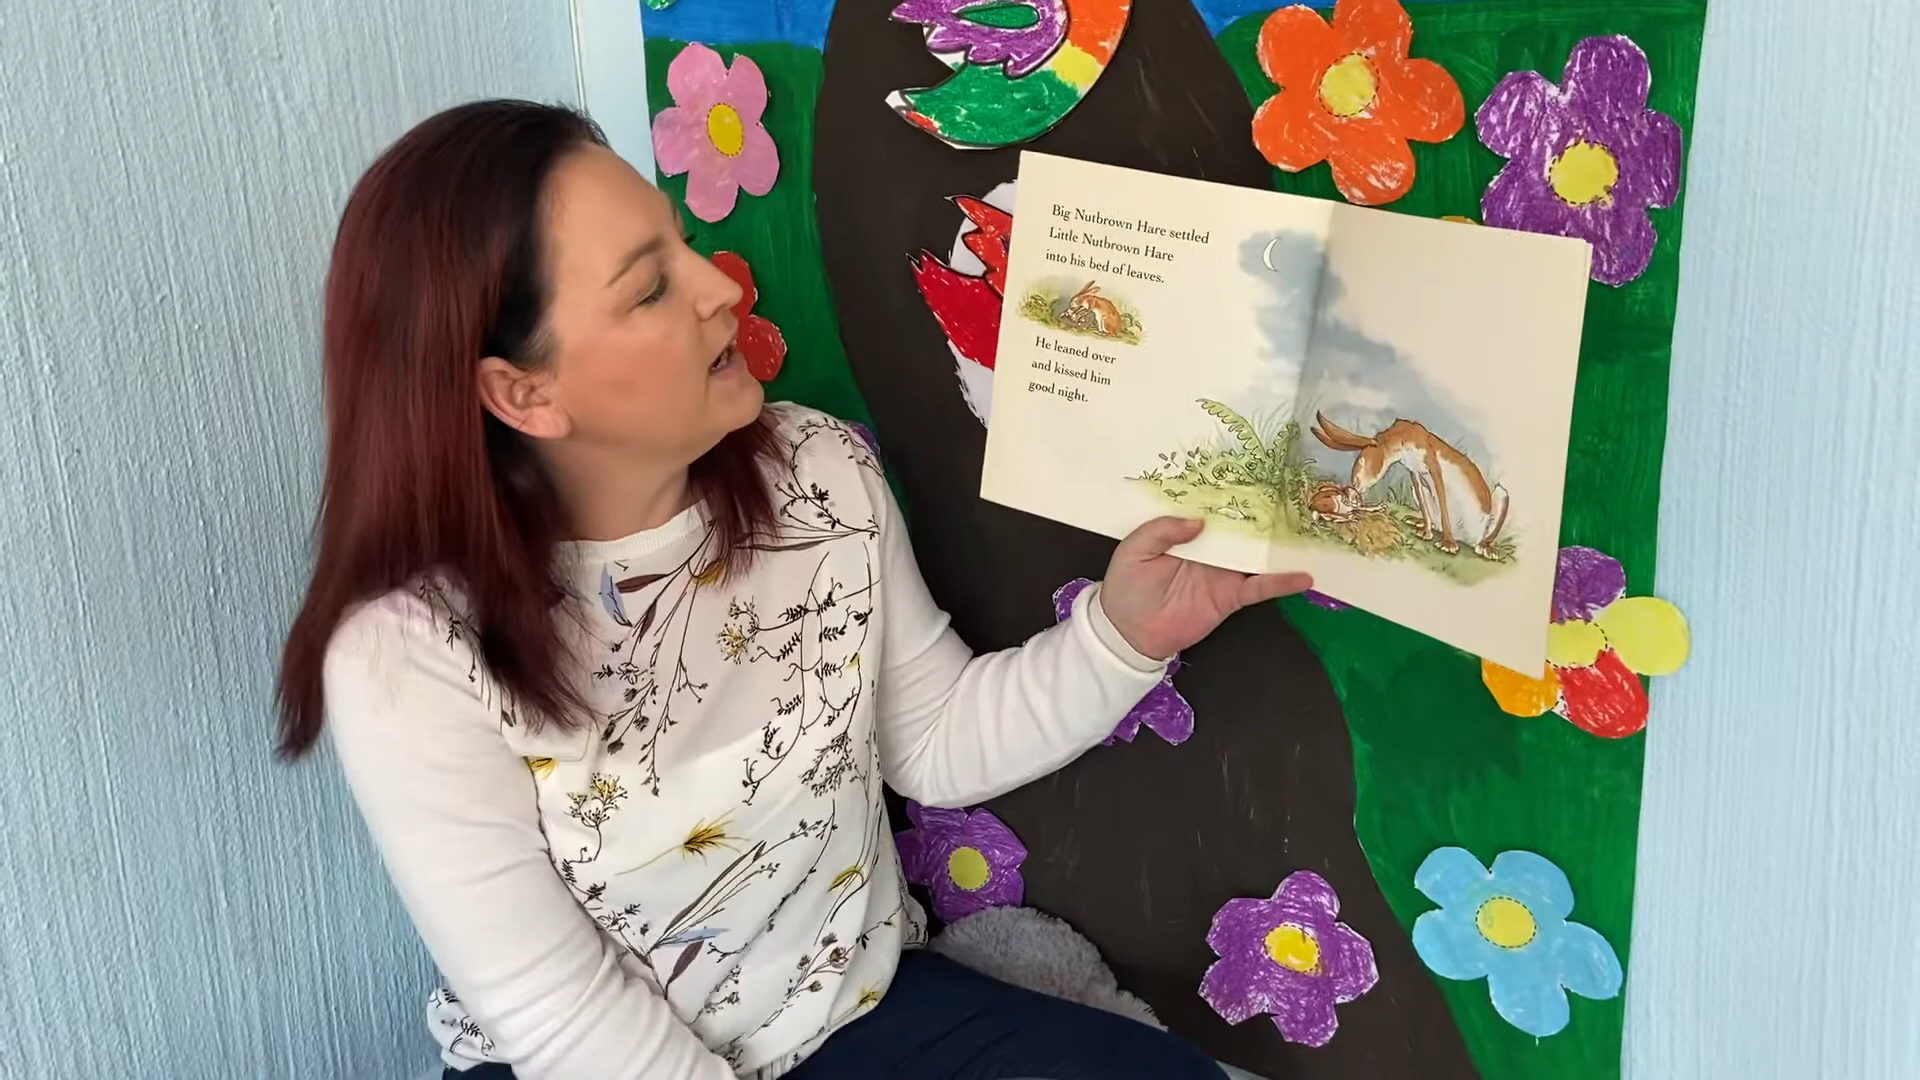 Big Nutbrown Hare settled
Little Nutbrown Hare
into his bed of leaves.
He leaned over
and kissed him
good night.